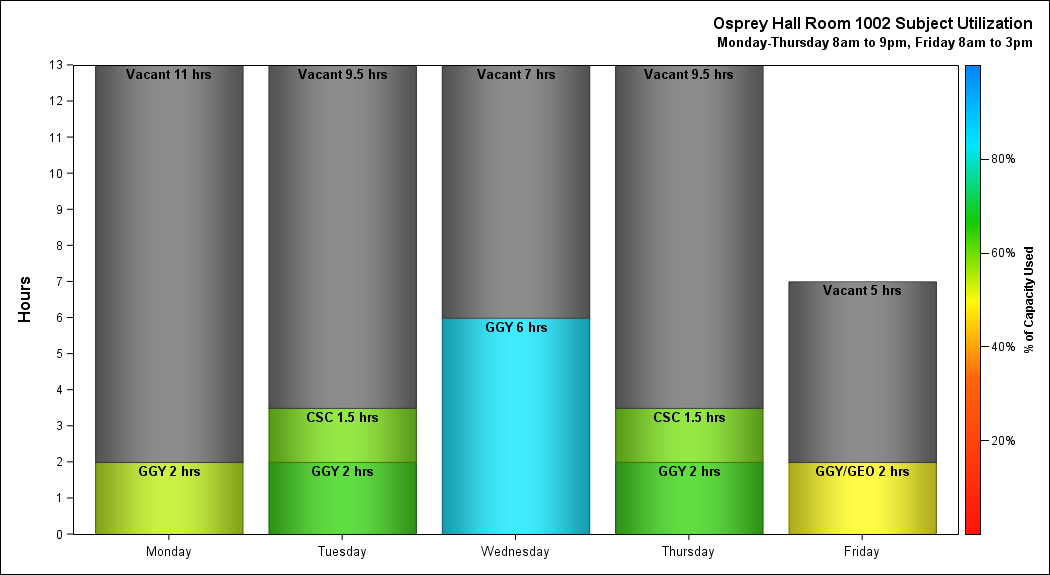 Osprey Hall Room 1002 Subject Utilization
Monday-Thursday 8am to 9pm, Friday 8am to 3pm
Hours
13
12
11
10
9
8
7
6
5
4
3
2
1
0
Vacant 11 hrs
GGY 2 hrs
Monday
Vacant 9.5 hrs
CSC 1.5 hrs
GGY 2 hrs
Tuesday
Vacant 7 hrs
GGY 6 hrs
Wednesday
Vacant 9.5 hrs
CSC 1.5 hrs
GGY 2 hrs
Thursday
Vacant 5 hrs
GGY/GEO 2 hrs
Friday
80%
60%
40%
20%
% of Capacity Used